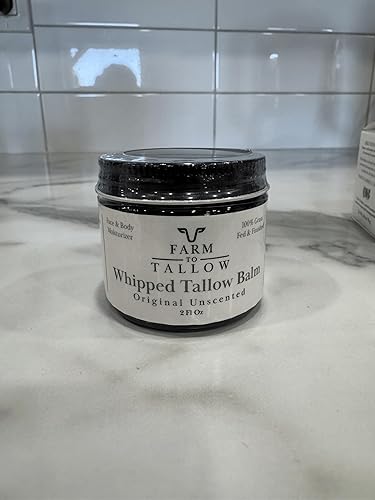 Face & Body
Moisturizer
100% Grass
Fed & Finished
FARM
TO
TALLOW
Whipped Tallow Balm
Original Unscented
2 Fl Oz